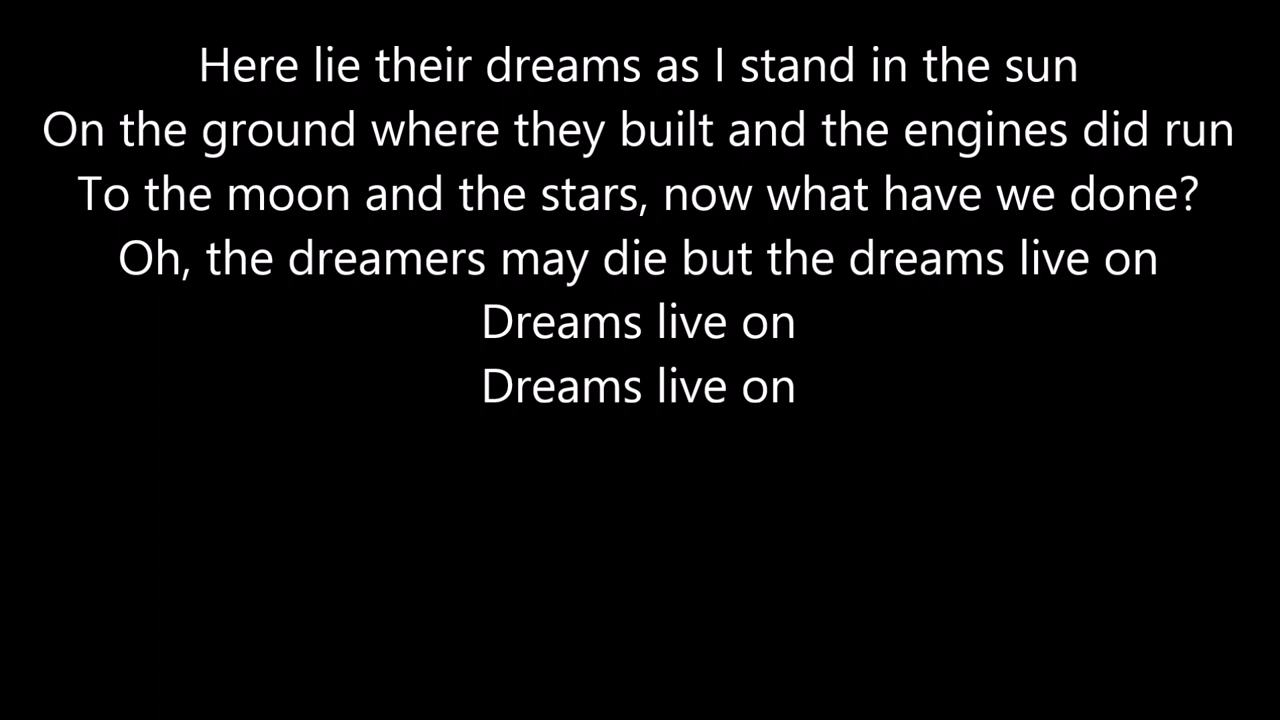 Here lie their dreams as I stand in the sun
On the ground where they built and the engines did run
To the moon and the stars, now what have we done?
Oh, the dreamers may die but the dreams live on
Dreams live on
Dreams live on